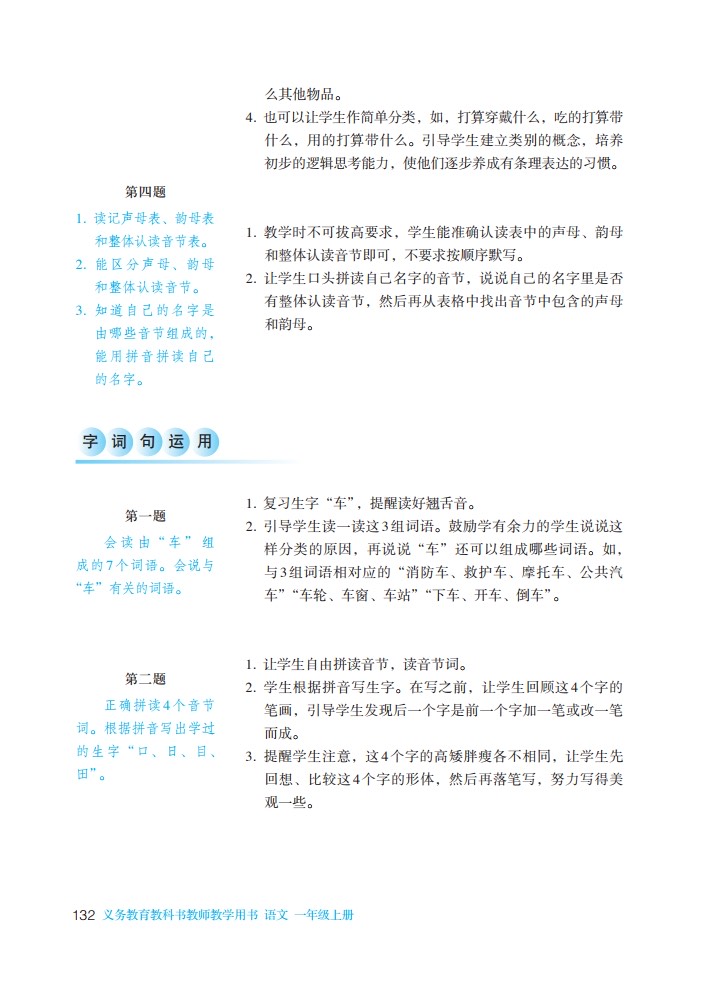 么其他物品。
4. 也可以让学生作简单分类，如，打算穿戴什么，吃的打算带
什么，用的打算带什么。引导学生建立类别的概念，培养
初步的逻辑思考能力，使他们逐步养成有条理表达的习惯。
第四题
1. 读记声母表、韵母表
和整体认读音节表。
2. 能区分声母、韵母
和整体认读音节。
3. 知道自己的名字是
由哪些音节组成的，
能用拼音拼读自己
的名字。
1. 教学时不可拔高要求，学生能准确认读表中的声母、韵母
和整体认读音节即可，不要求按顺序默写。
2. 让学生口头拼读自己名字的音节，说说自己的名字里是否
有整体认读音节，然后再从表格中找出音节中包含的声母
和韵母。
字词句运用
第一题
会读由“车”组
成的7个词语。会说与
“车”有关的词语。
1. 复习生字“车”，提醒读好翘舌音。
2. 引导学生读一读这3组词语。鼓励学有余力的学生说说这
样分类的原因，再说说“车”还可以组成哪些词语。如，
与3组词语相对应的“消防车、救护车、摩托车、公共汽
车”“车轮、车窗、车站”“下车、开车、倒车”。
第二题
正确拼读4个音节
词。根据拼音写出学过
的生字“口、日、目、
田”。
1. 让学生自由拼读音节，读音节词。
2. 学生根据拼音写生字。在写之前，让学生回顾这4个字的
笔画，引导学生发现后一个字是前一个字加一笔或改一笔
而成。
3. 提醒学生注意，这4个字的高矮胖瘦各不相同，让学生先
回想、比较这4个字的形体，然后再落笔写，努力写得美
观一些。
132 义务教育教科书教师教学用书 语文 一年级上册